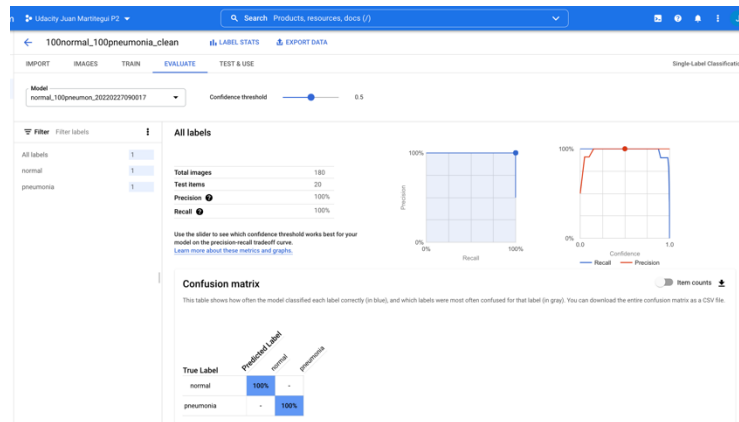 Udacity Juan Martitegui P2
Search Products, resources, docs (/)
100normal_100pneumonia_clean
LABEL STATS
EXPORT DATA
IMPORT IMAGES TRAIN EVALUATE TEST & USE
Single-Label Classificatio
Model
normal_100pneumon_20220227090017
Confidence threshold 0.5
Filter Filter labels
All labels 1
normal 1
pneumonia 1
All labels
Total images 180
Test items 20
Precision 100%
Recall 100%
Use the slider to see which confidence threshold works best for your
model on the precision-recall tradeoff curve.
Learn more about these metrics and graphs.
100%
Precision
0%
0% 100%
Recall
100%
0%
0.0 1.0
Confidence
Recall Precision
Confusion matrix
Item counts
This table shows how often the model classified each label correctly (in blue), and which labels were most often confused for that label (in gray). You can download the entire confusion matrix as a CSV file.
True Label Predicted Label normal pneumonia
normal 100% -
pneumonia - 100%